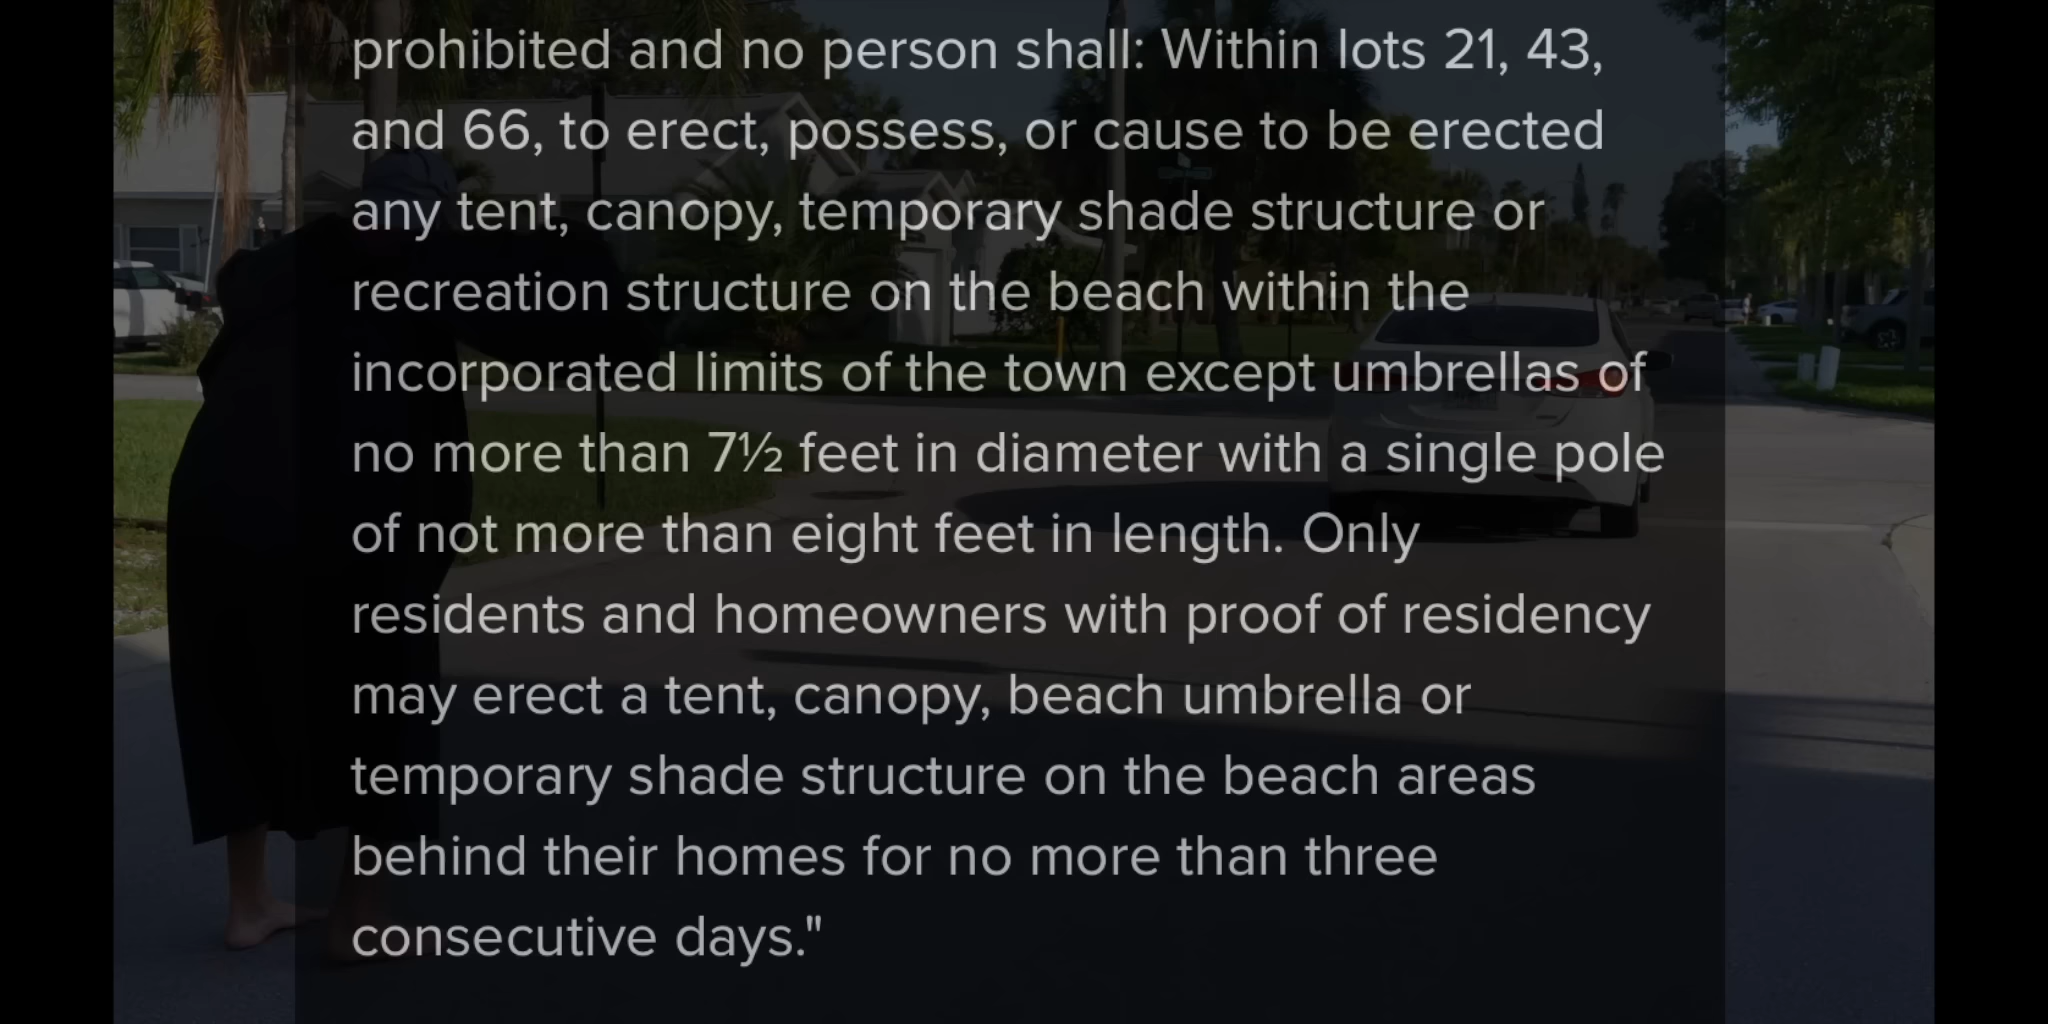 prohibited and no person shall: Within lots 21, 43,
and 66, to erect, possess, or cause to be erected
any tent, canopy, temporary shade structure or
recreation structure on the beach within the
incorporated limits of the town except umbrellas of
no more than 7½ feet in diameter with a single pole
of not more than eight feet in length. Only
residents and homeowners with proof of residency
may erect a tent, canopy, beach umbrella or
temporary shade structure on the beach areas
behind their homes for no more than three
consecutive days."